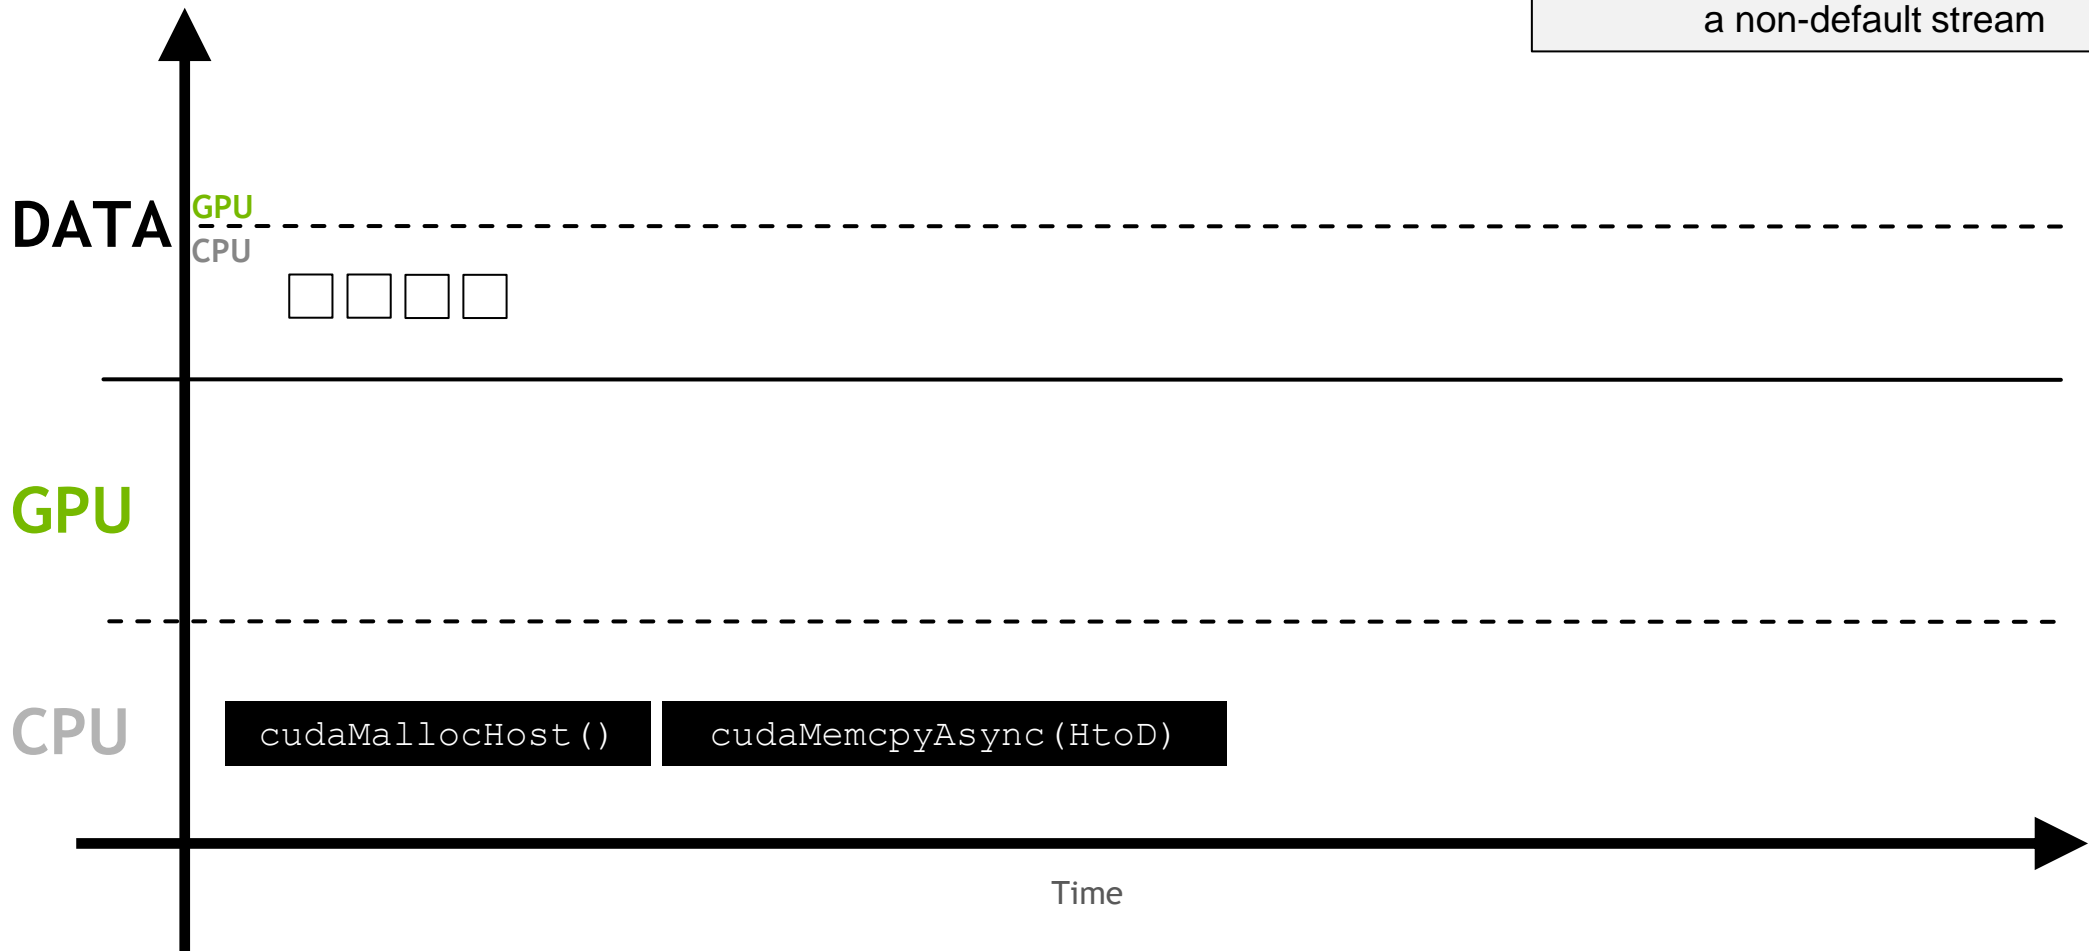 a non-default stream
DATA
GPU
CPU
GPU
CPU
cudaMallocHost() cudaMemcpyAsync(HtoD)
Time